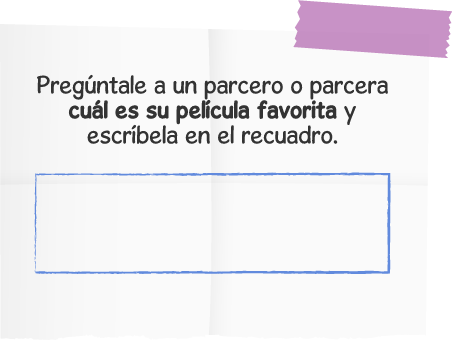 Pregúntale a un parcero o parcera
cuál es su película favorita y
escríbela en el recuadro.